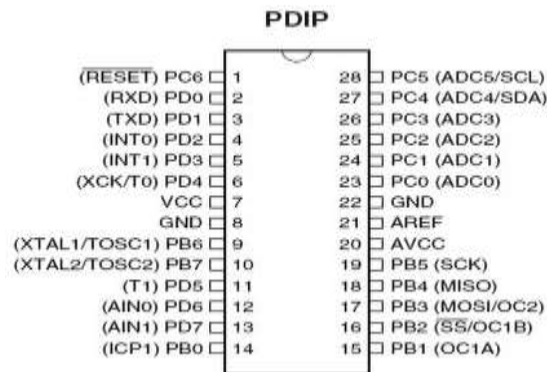 PDIP
(RESET) PC6 1 28 PC5 (ADC5/SCL)
(RXD) PD0 2 27 PC4 (ADC4/SDA)
(TXD) PD1 3 26 PC3 (ADC3)
(INT0) PD2 4 25 PC2 (ADC2)
(INT1) PD3 5 24 PC1 (ADC1)
(XCK/T0) PD4 6 23 PC0 (ADC0)
VCC 7 22 GND
GND 8 21 AREF
(XTAL1/TOSC1) PB6 9 20 AVCC
(XTAL2/TOSC2) PB7 10 19 PB5 (SCK)
(T1) PD5 11 18 PB4 (MISO)
(AIN0) PD6 12 17 PB3 (MOSI/OC2)
(AIN1) PD7 13 16 PB2 (SS/OC1B)
(ICP1) PB0 14 15 PB1 (OC1A)